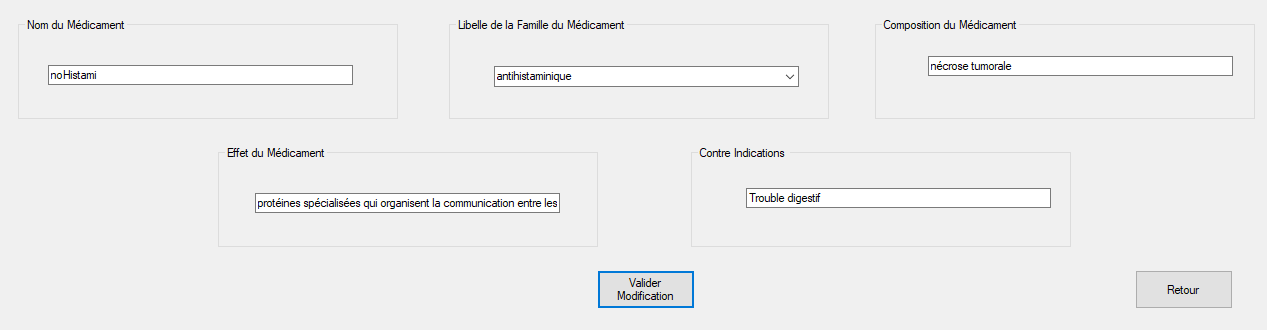 Nom du Médicament
Libelle de la Famille du Médicament
Composition du Médicament
noHistami
antihistaminique
nécrose tumorale
Effet du Médicament
Contre Indications
protéines spécialisées qui organisent la communication entre les
Trouble digestif
Valider
Modification
Retour